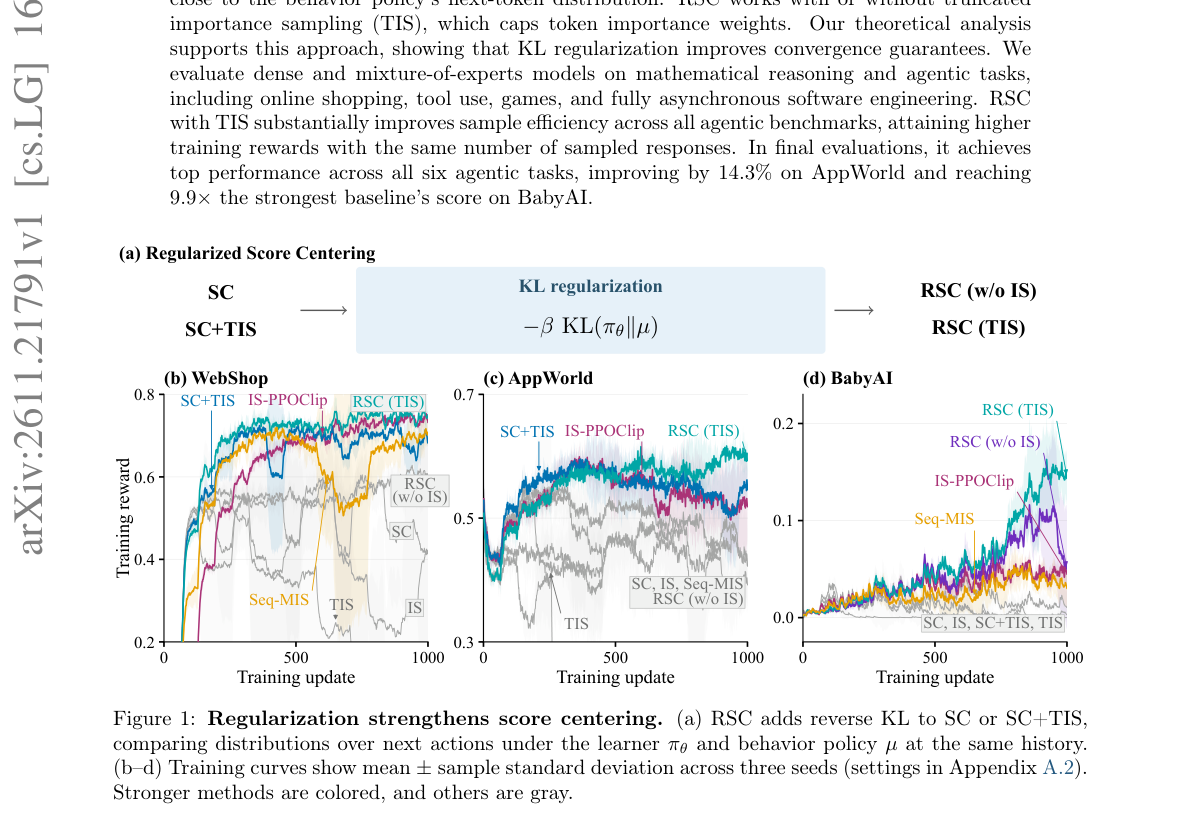 close to the behavior policy's next-token distribution. RSC works with or without truncated
importance sampling (TIS), which caps token importance weights. Our theoretical analysis
supports this approach, showing that KL regularization improves convergence guarantees. We
evaluate dense and mixture-of-experts models on mathematical reasoning and agentic tasks,
including online shopping, tool use, games, and fully asynchronous software engineering. RSC
with TIS substantially improves sample efficiency across all agentic benchmarks, attaining higher
training rewards with the same number of sampled responses. In final evaluations, it achieves
top performance across all six agentic tasks, improving by 14.3% on AppWorld and reaching
9.9× the strongest baseline's score on BabyAI.
arXiv:2611.21791v1 [cs.LG] 16
(a) Regularized Score Centering
SC
SC+TIS
KL regularization
−β KL(πθ∥μ)
RSC (w/o IS)
RSC (TIS)
(b) WebShop
Training reward
0.8
0.6
0.4
0.2
SC+TIS
IS-PPOClip
RSC (TIS)
RSC
(w/o IS)
SC
Seq-MIS
TIS
IS
0
500
1000
Training update
(c) AppWorld
0.7
0.5
0.3
SC+TIS
IS-PPOClip
RSC (TIS)
SC, IS, Seq-MIS
RSC (w/o IS)
TIS
0
500
1000
Training update
(d) BabyAI
0.2
0.1
0.0
RSC (TIS)
RSC (w/o IS)
IS-PPOClip
Seq-MIS
SC, IS, SC+TIS, TIS
0
500
1000
Training update
Figure 1: Regularization strengthens score centering. (a) RSC adds reverse KL to SC or SC+TIS,
comparing distributions over next actions under the learner πθ and behavior policy μ at the same history.
(b–d) Training curves show mean ± sample standard deviation across three seeds (settings in Appendix A.2).
Stronger methods are colored, and others are gray.